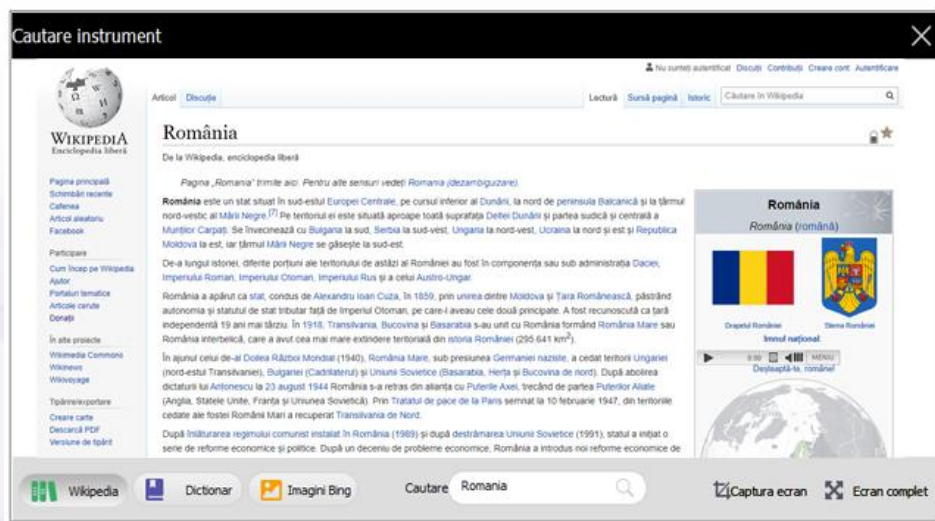 Cautare instrument
Nu sunteți autentificat Discuții Contribuții Creare cont Autentificare
Articol Discuție Lectură Sursă pagină Istoric Căutare în Wikipedia
WIKIPEDIA
Enciclopedia liberă
România
De la Wikipedia, enciclopedia liberă
Pagina „Romania” trimite aici. Pentru alte sensuri vedeți Romania (dezambiguizare).
Pagina principală
Schimbări recente
Cafenea
Articol aleatoriu
Facebook
Participare
Cum încep pe Wikipedia
Ajutor
Portaluri tematice
Articole cerute
Donații
În alte proiecte
Wikimedia Commons
Wikinews
Wikivoyage
Tipărire/exportare
Creare carte
Descarcă PDF
Versiune de tipărit
România este un stat situat în sud-estul Europei Centrale, pe cursul inferior al Dunării, la nord de peninsula Balcanică și la țărmul
nord-vestic al Mării Negre.[7] Pe teritoriul ei este situată aproape toată suprafața Deltei Dunării și partea sudică și centrală a
Munților Carpați. Se învecinează cu Bulgaria la sud, Serbia la sud-vest, Ungaria la nord-vest, Ucraina la nord și est și Republica
Moldova la est, iar țărmul Mării Negre se găsește la sud-est.
De-a lungul istoriei, diferite porțiuni ale teritoriului de astăzi al României au fost în componența sau sub administrația Daciei,
Imperiului Roman, Imperiului Otoman, Imperiului Rus și a celui Austro-Ungar.
România a apărut ca stat, condus de Alexandru Ioan Cuza, în 1859, prin unirea dintre Moldova și Țara Românească, păstrând
autonomia și statutul de stat tributar față de Imperiul Otoman, pe care-l aveau cele două principate. A fost recunoscută ca țară
independentă 19 ani mai târziu. În 1918, Transilvania, Bucovina și Basarabia s-au unit cu România formând România Mare sau
România interbelică, care a avut cea mai mare extindere teritorială din istoria României (295 641 km²).
În ajunul celui de-al Doilea Război Mondial (1940), România Mare, sub presiunea Germaniei naziste, a cedat teritorii Ungariei
(nord-estul Transilvaniei), Bulgariei (Cadrilaterul) și Uniunii Sovietice (Basarabia, Herța și Bucovina de nord). După abolirea
dictaturii lui Antonescu la 23 august 1944 România s-a retras din alianța cu Puterile Axei, trecând de partea Puterilor Aliate
(Anglia, Statele Unite, Franța și Uniunea Sovietică). Prin Tratatul de pace de la Paris semnat la 10 februarie 1947, din teritoriile
cedate ale fostei României Mari a recuperat Transilvania de Nord.
După înlăturarea regimului comunist instalat în România (1989) și după destrămarea Uniunii Sovietice (1991), statul a inițiat o
serie de reforme economice și politice. După un deceniu de probleme economice, România a introdus noi reforme economice de
România
România (română)
Drapelul României Stema României
Imnul național:
0:00 MENIU
Deșteaptă-te, române!
Wikipedia Dictionar Imagini Bing Cautare Romania Captura ecran Ecran complet